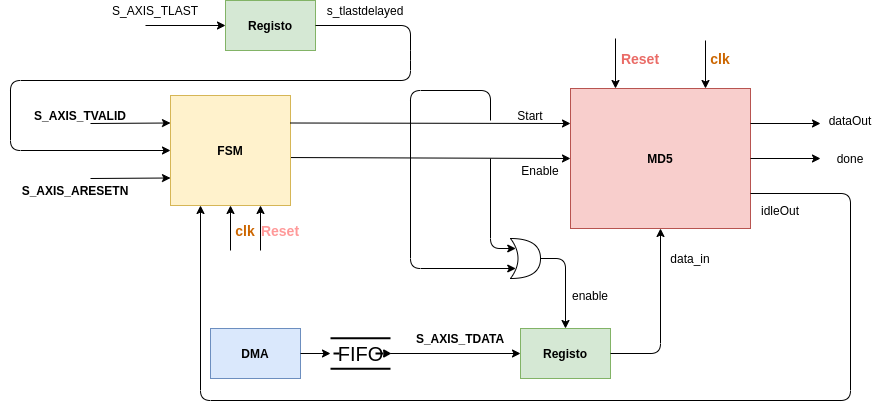 S_AXIS_TLAST
Registo
s_tlastdelayed
Reset
clk
S_AXIS_TVALID
FSM
Start
MD5
dataOut
done
Enable
S_AXIS_ARESETN
clk
Reset
idleOut
data_in
enable
DMA
FIFO
S_AXIS_TDATA
Registo